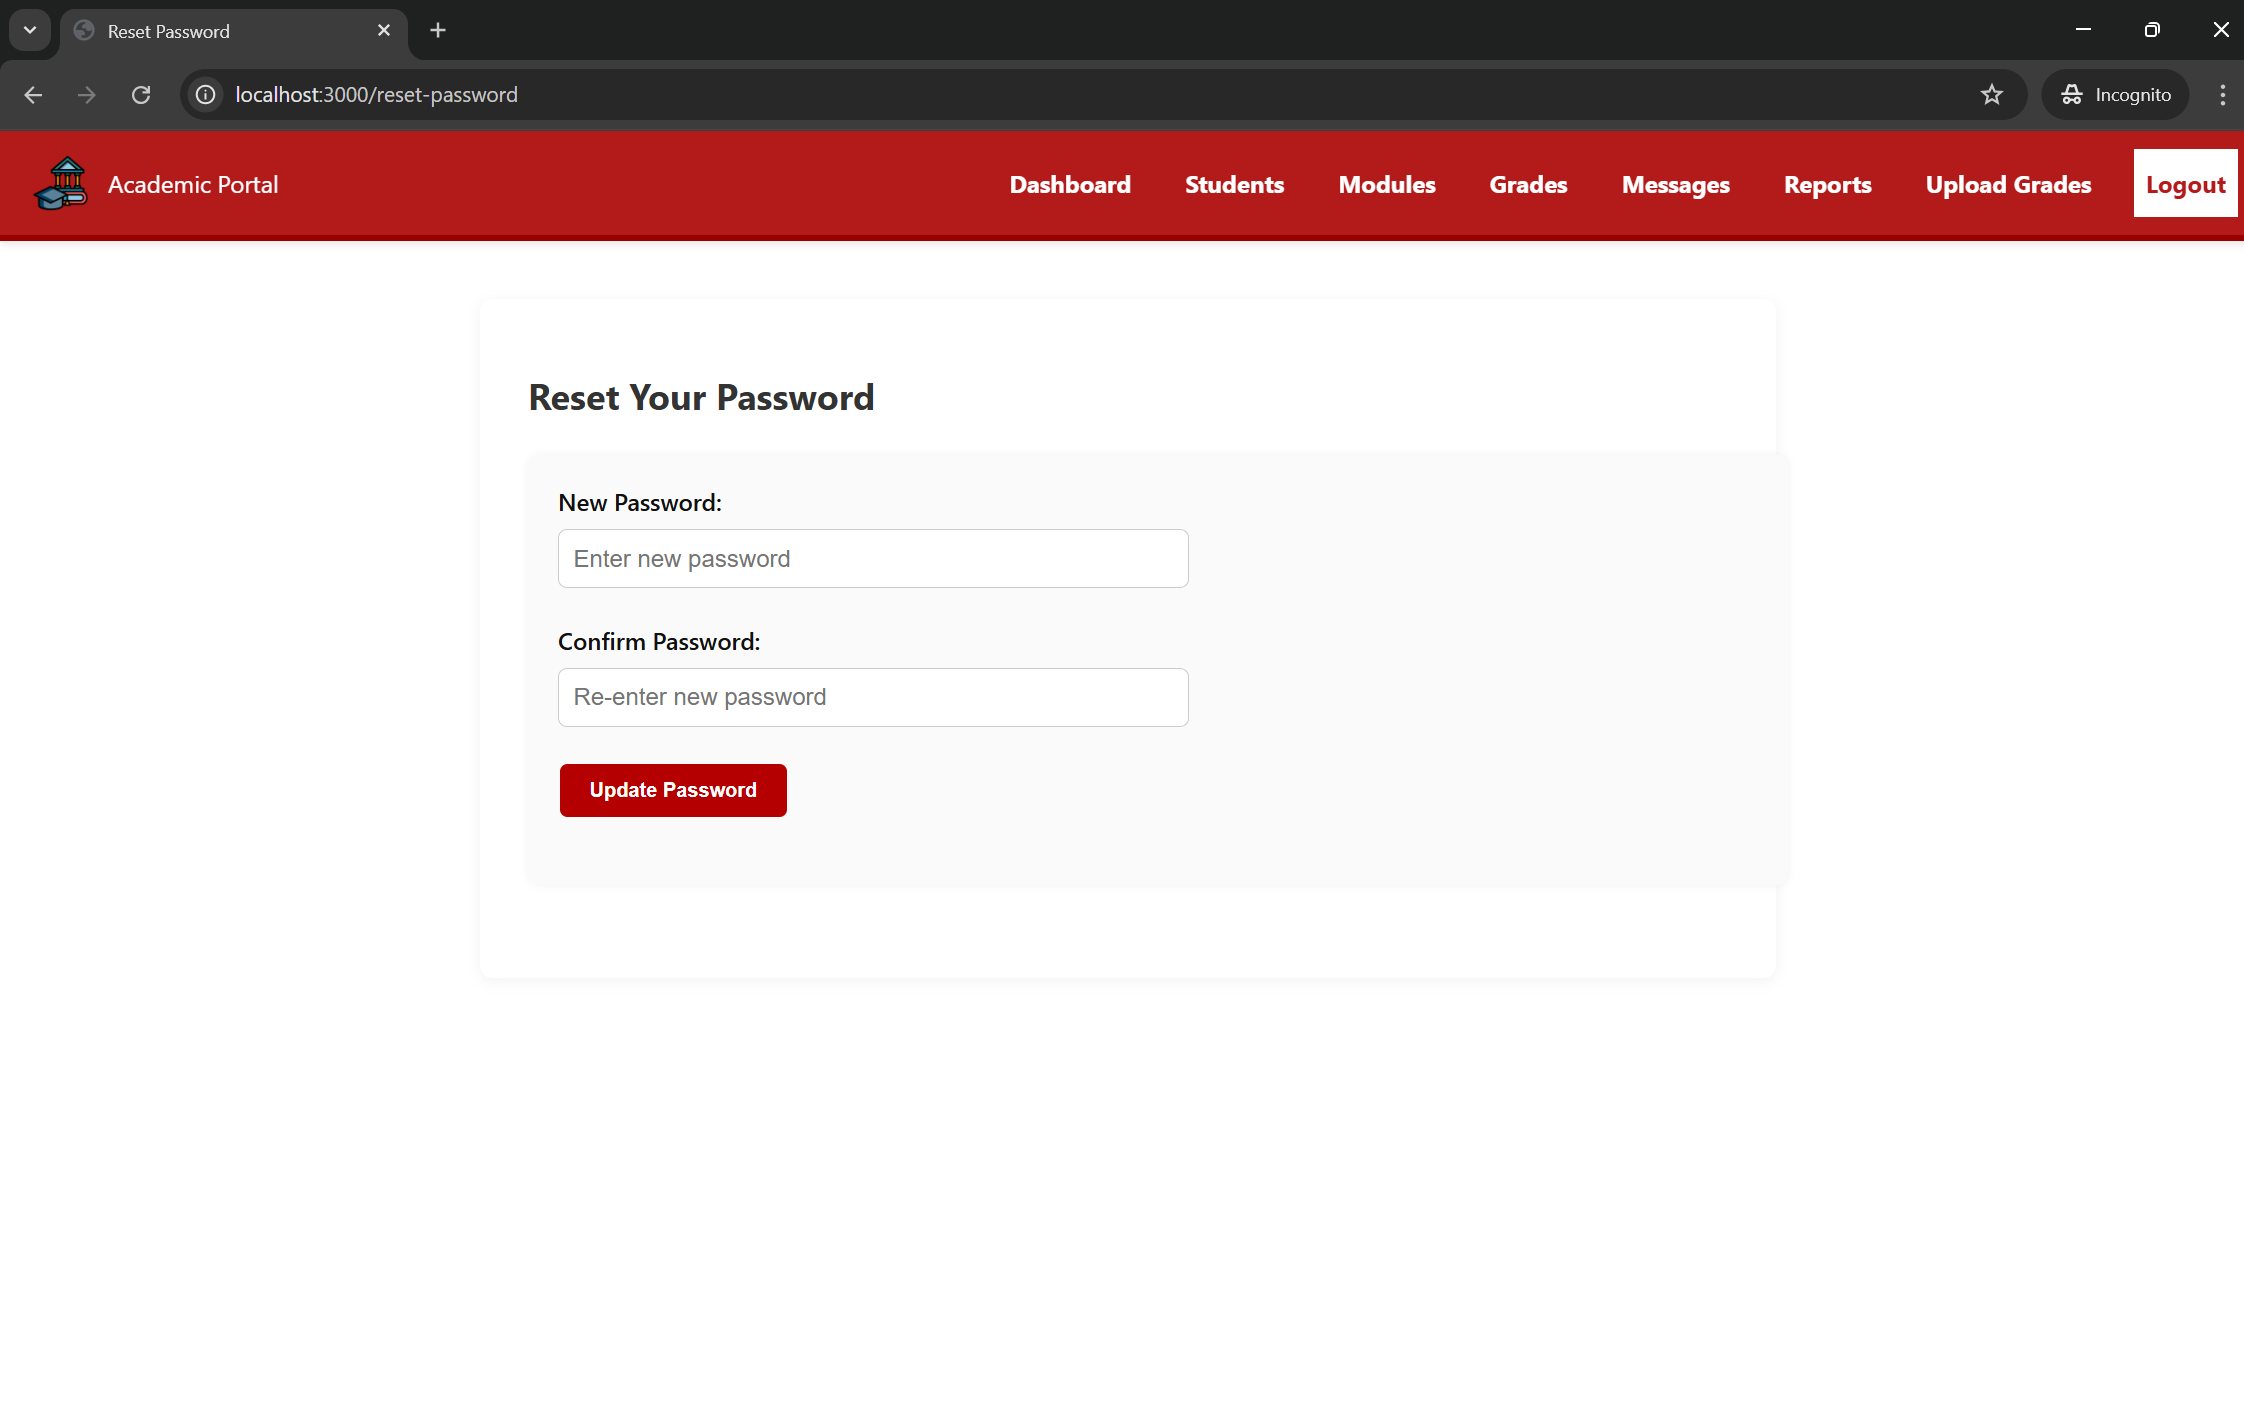 Reset Password
localhost:3000/reset-password
Incognito
Academic Portal
Dashboard
Students
Modules
Grades
Messages
Reports
Upload Grades
Logout
Reset Your Password
New Password:
Enter new password
Confirm Password:
Re-enter new password
Update Password